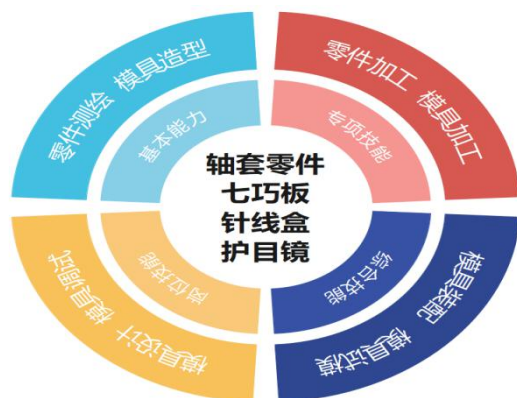 零件测绘 模具造型
零件加工 模具加工
基本能力
专项技能
轴套零件
七巧板
针线盒
护目镜
岗位技能
综合技能
模具设计 模具调试
模具试模 模具装配